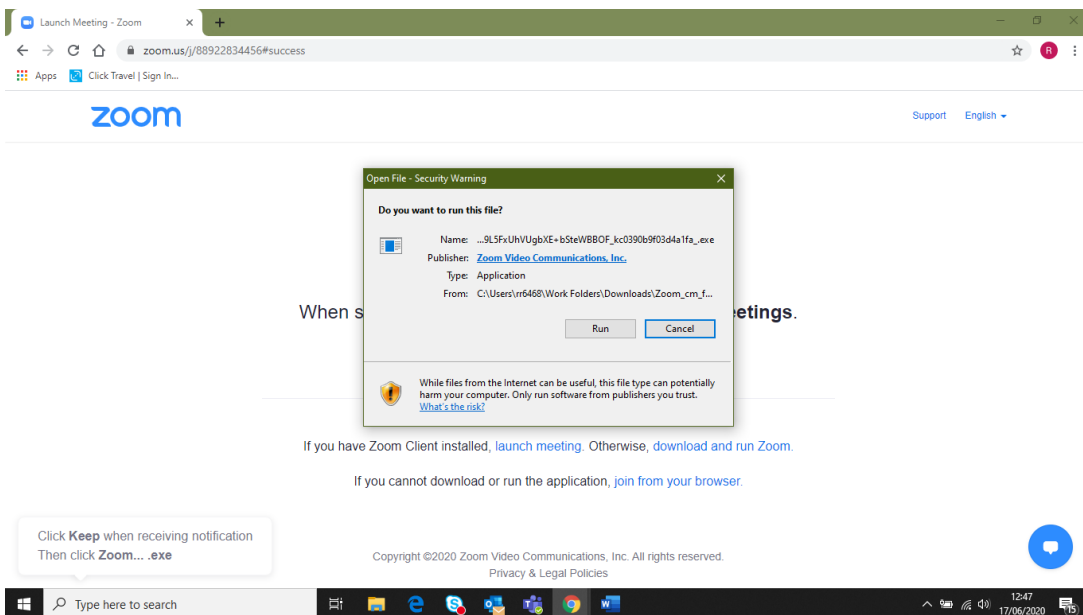 Launch Meeting - Zoom
zoom.us/j/88922834456#success
R
Apps Click Travel | Sign In...
zoom
Support English
Open File - Security Warning
Do you want to run this file?
Name: ...9L5FxUhVUgbXE+bSteWBBOF_kc0390b9f03d4a1fa_.exe
Publisher: Zoom Video Communications, Inc.
Type: Application
From: C:\Users\rr6468\Work Folders\Downloads\Zoom_cm_f...
When s etings.
Run Cancel
While files from the Internet can be useful, this file type can potentially
harm your computer. Only run software from publishers you trust.
What's the risk?
If you have Zoom Client installed, launch meeting. Otherwise, download and run Zoom.
If you cannot download or run the application, join from your browser.
Click Keep when receiving notification
Then click Zoom... .exe
Copyright ©2020 Zoom Video Communications, Inc. All rights reserved.
Privacy & Legal Policies
Type here to search
12:47
17/06/2020
15